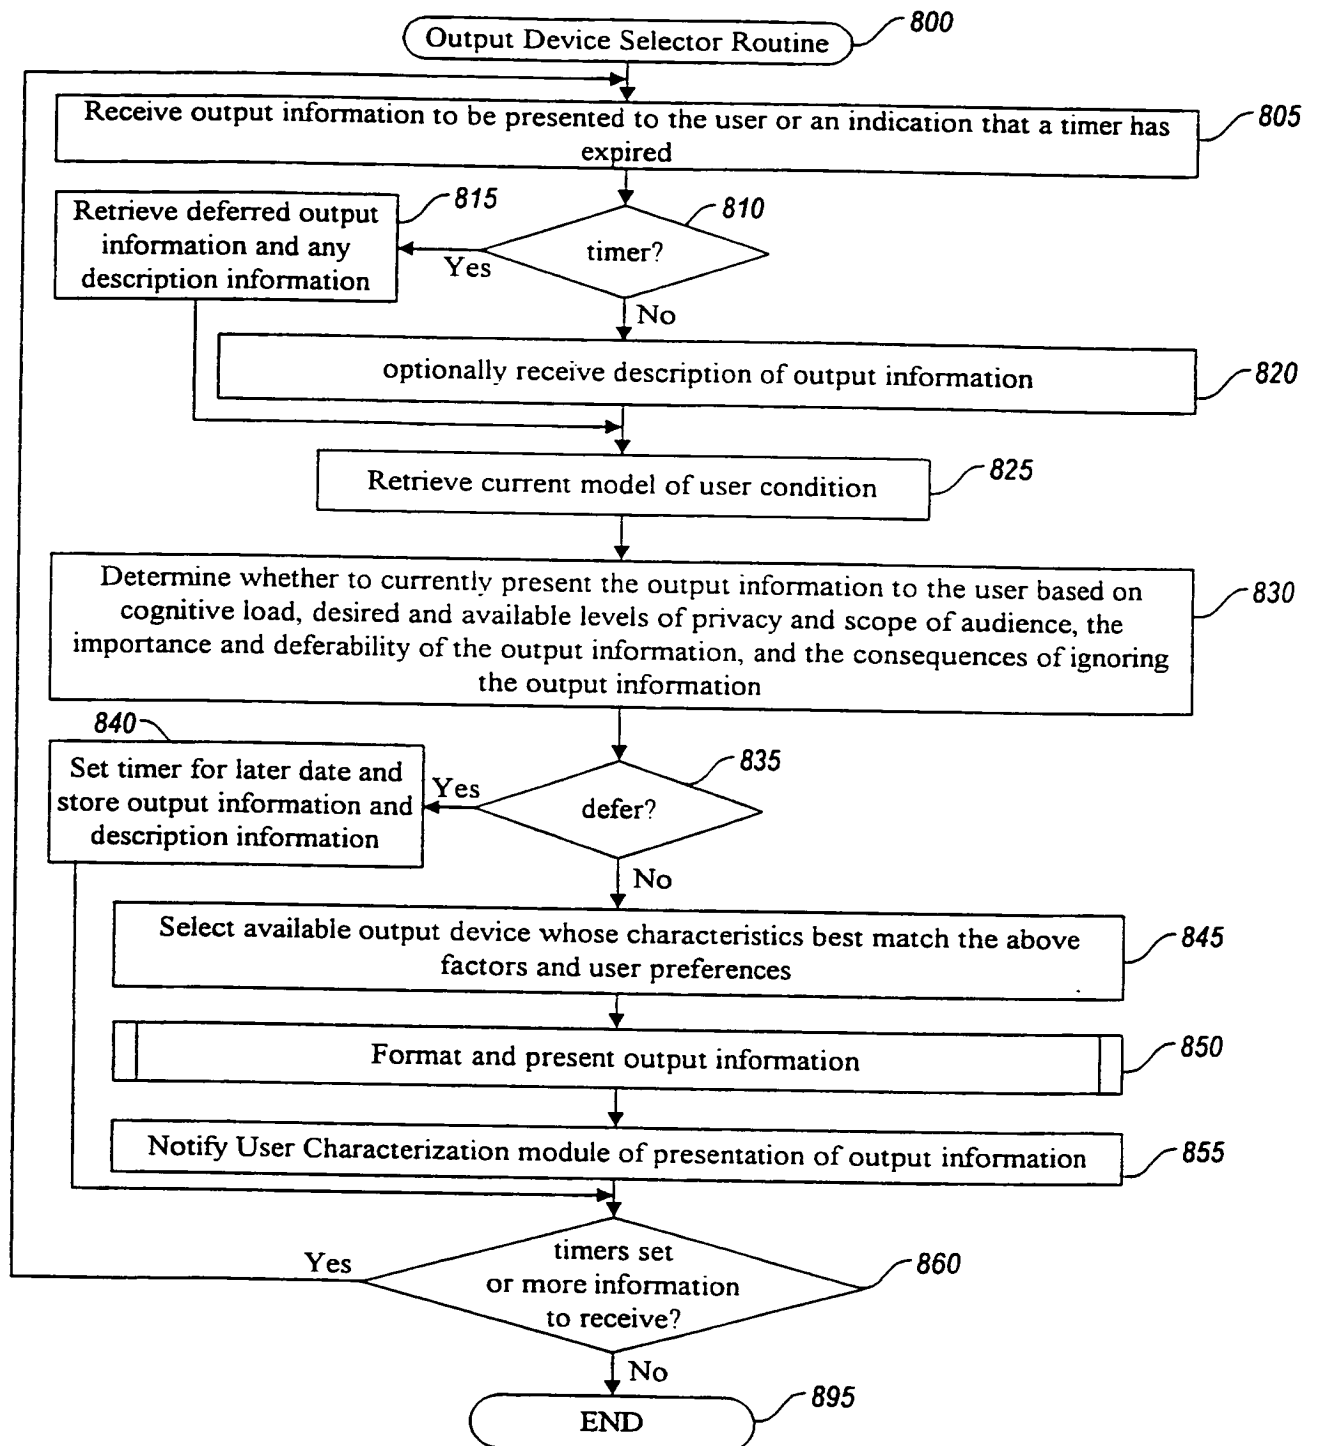 Output Device Selector Routine
800
Receive output information to be presented to the user or an indication that a timer has
expired
805
Retrieve deferred output
information and any
description information
815
Yes
timer?
810
No
optionally receive description of output information
820
Retrieve current model of user condition
825
Determine whether to currently present the output information to the user based on
cognitive load, desired and available levels of privacy and scope of audience, the
importance and deferability of the output information, and the consequences of ignoring
the output information
830
840
Set timer for later date and
store output information and
description information
Yes
defer?
835
No
Select available output device whose characteristics best match the above
factors and user preferences
845
Format and present output information
850
Notify User Characterization module of presentation of output information
855
Yes
timers set
or more information
to receive?
860
No
END
895